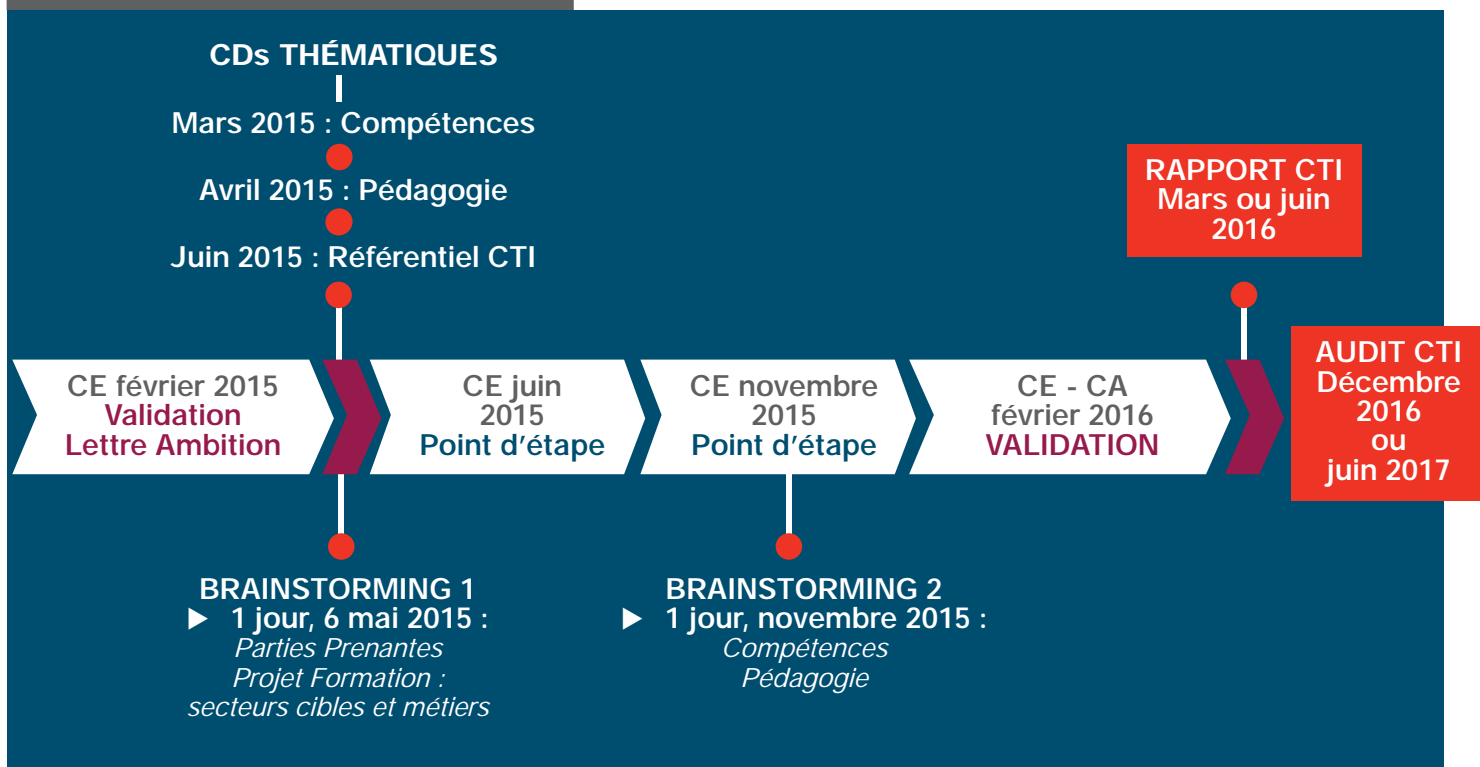 CDs THÉMATIQUES
Mars 2015 : Compétences
Avril 2015 : Pédagogie
Juin 2015 : Référentiel CTI
RAPPORT CTI
Mars ou juin
2016
CE février 2015
Validation
Lettre Ambition
CE juin
2015
Point d'étape
CE novembre
2015
Point d'étape
CE - CA
février 2016
VALIDATION
AUDIT CTI
Décembre
2016
ou
juin 2017
BRAINSTORMING 1
▶ 1 jour, 6 mai 2015 :
Parties Prenantes
Projet Formation :
secteurs cibles et métiers
BRAINSTORMING 2
▶ 1 jour, novembre 2015 :
Compétences
Pédagogie